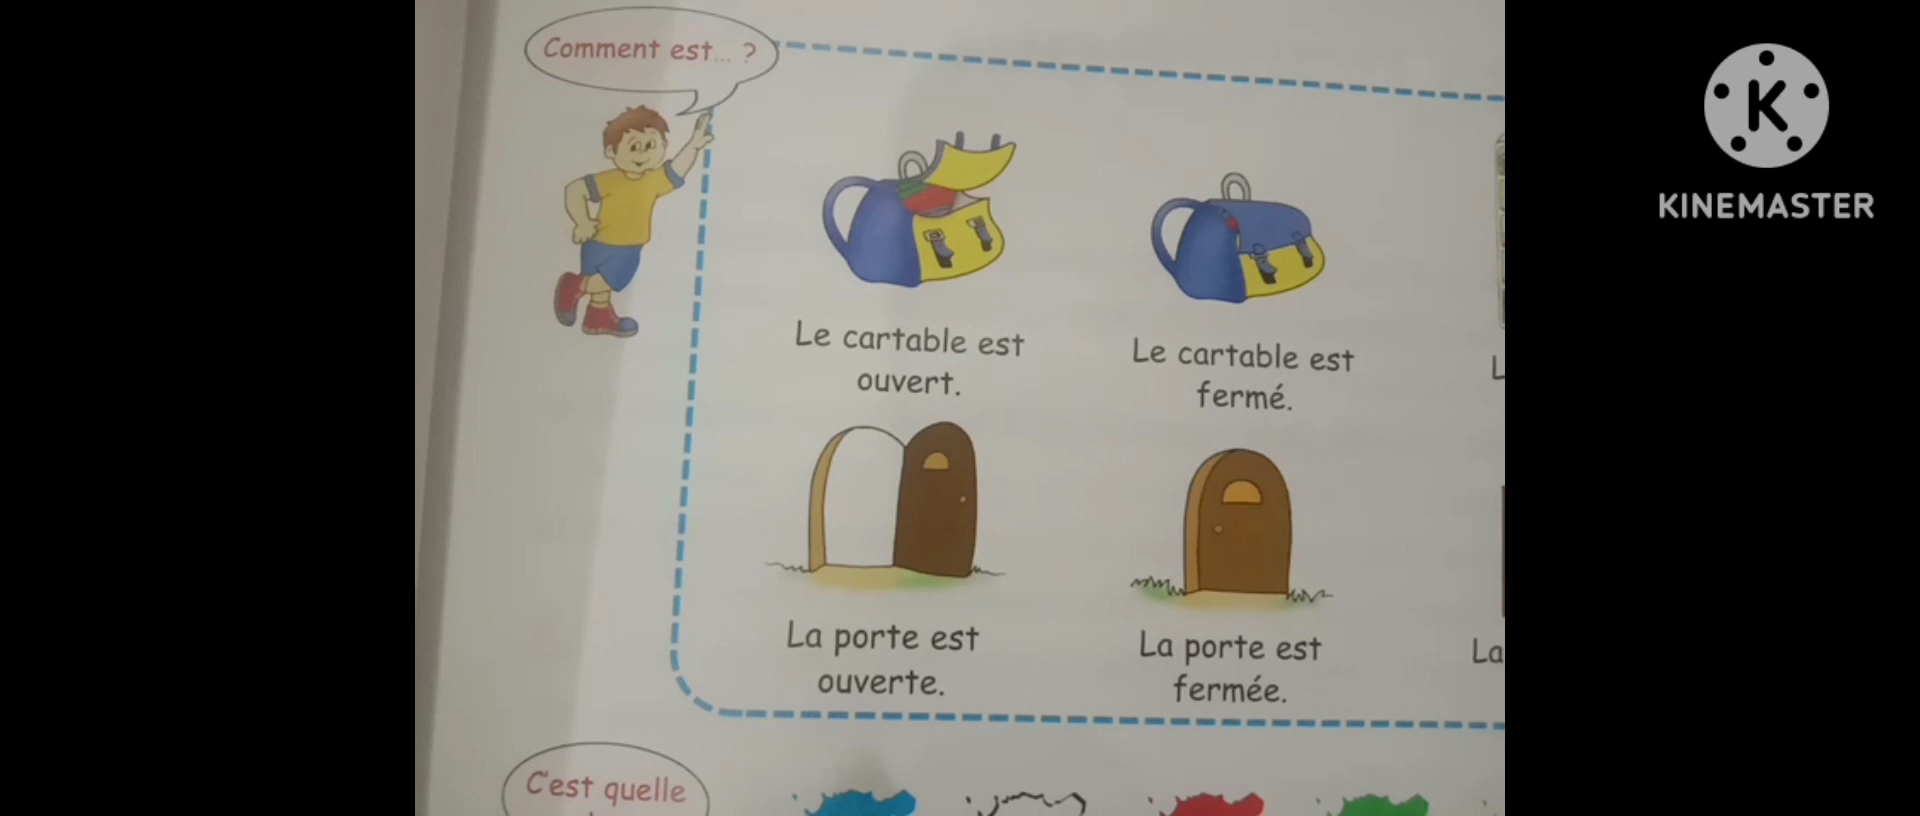 Comment est... ?
KINEMASTER
Le cartable est
ouvert.
Le cartable est
fermé.
La porte est
ouverte.
La porte est
fermée.
La
C'est quelle